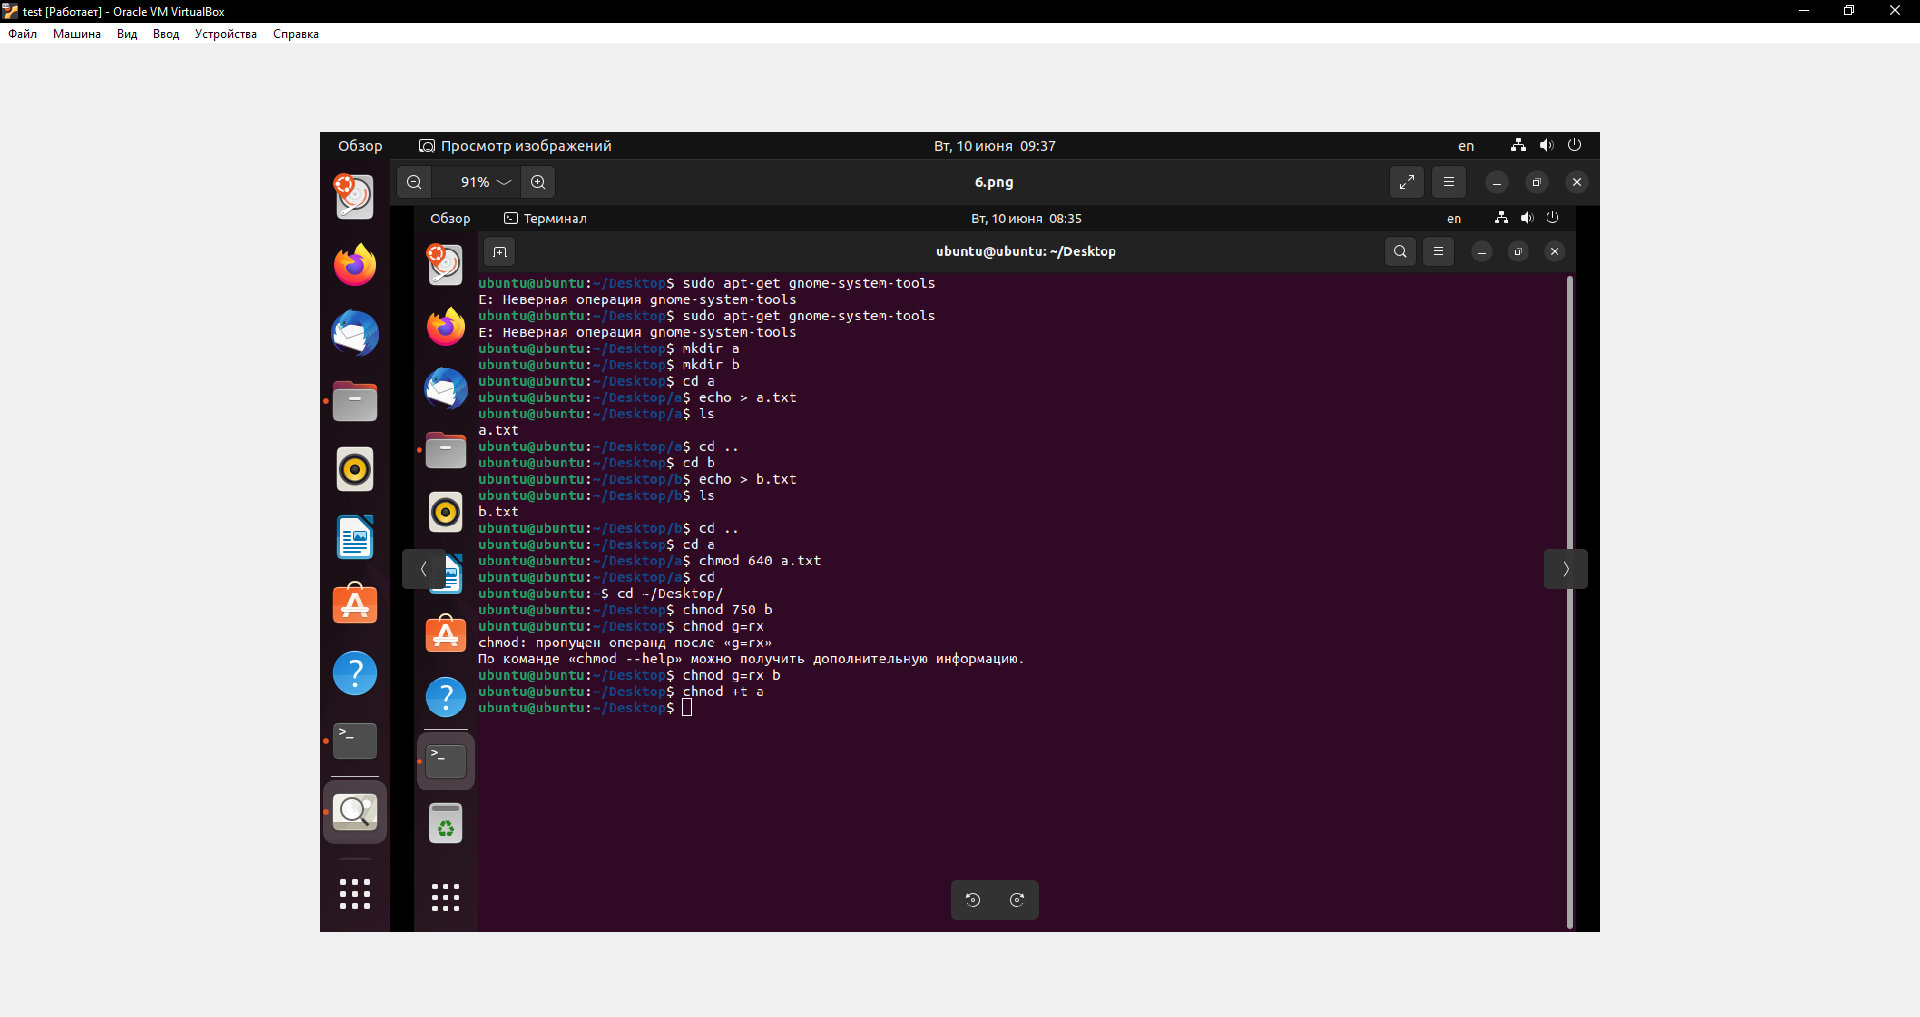 test [Работает] - Oracle VM VirtualBox
Файл Машина Вид Ввод Устройства Справка
Обзор Просмотр изображений Вт, 10 июня 09:37 en
91% 6.png
Обзор Терминал Вт, 10 июня 08:35 en
ubuntu@ubuntu: ~/Desktop
ubuntu@ubuntu:~/Desktop$ sudo apt-get gnome-system-tools
E: Неверная операция gnome-system-tools
ubuntu@ubuntu:~/Desktop$ sudo apt-get gnome-system-tools
E: Неверная операция gnome-system-tools
ubuntu@ubuntu:~/Desktop$ mkdir a
ubuntu@ubuntu:~/Desktop$ mkdir b
ubuntu@ubuntu:~/Desktop$ cd a
ubuntu@ubuntu:~/Desktop/a$ echo > a.txt
ubuntu@ubuntu:~/Desktop/a$ ls
a.txt
ubuntu@ubuntu:~/Desktop/a$ cd ..
ubuntu@ubuntu:~/Desktop$ cd b
ubuntu@ubuntu:~/Desktop/b$ echo > b.txt
ubuntu@ubuntu:~/Desktop/b$ ls
b.txt
ubuntu@ubuntu:~/Desktop/b$ cd ..
ubuntu@ubuntu:~/Desktop$ cd a
ubuntu@ubuntu:~/Desktop/a$ chmod 640 a.txt
ubuntu@ubuntu:~/Desktop/a$ cd
ubuntu@ubuntu:~$ cd ~/Desktop/
ubuntu@ubuntu:~/Desktop$ chmod 750 b
ubuntu@ubuntu:~/Desktop$ chmod g=rx
chmod: пропущен операнд после «g=rx»
По команде «chmod --help» можно получить дополнительную информацию.
ubuntu@ubuntu:~/Desktop$ chmod g=rx b
ubuntu@ubuntu:~/Desktop$ chmod +t a
ubuntu@ubuntu:~/Desktop$